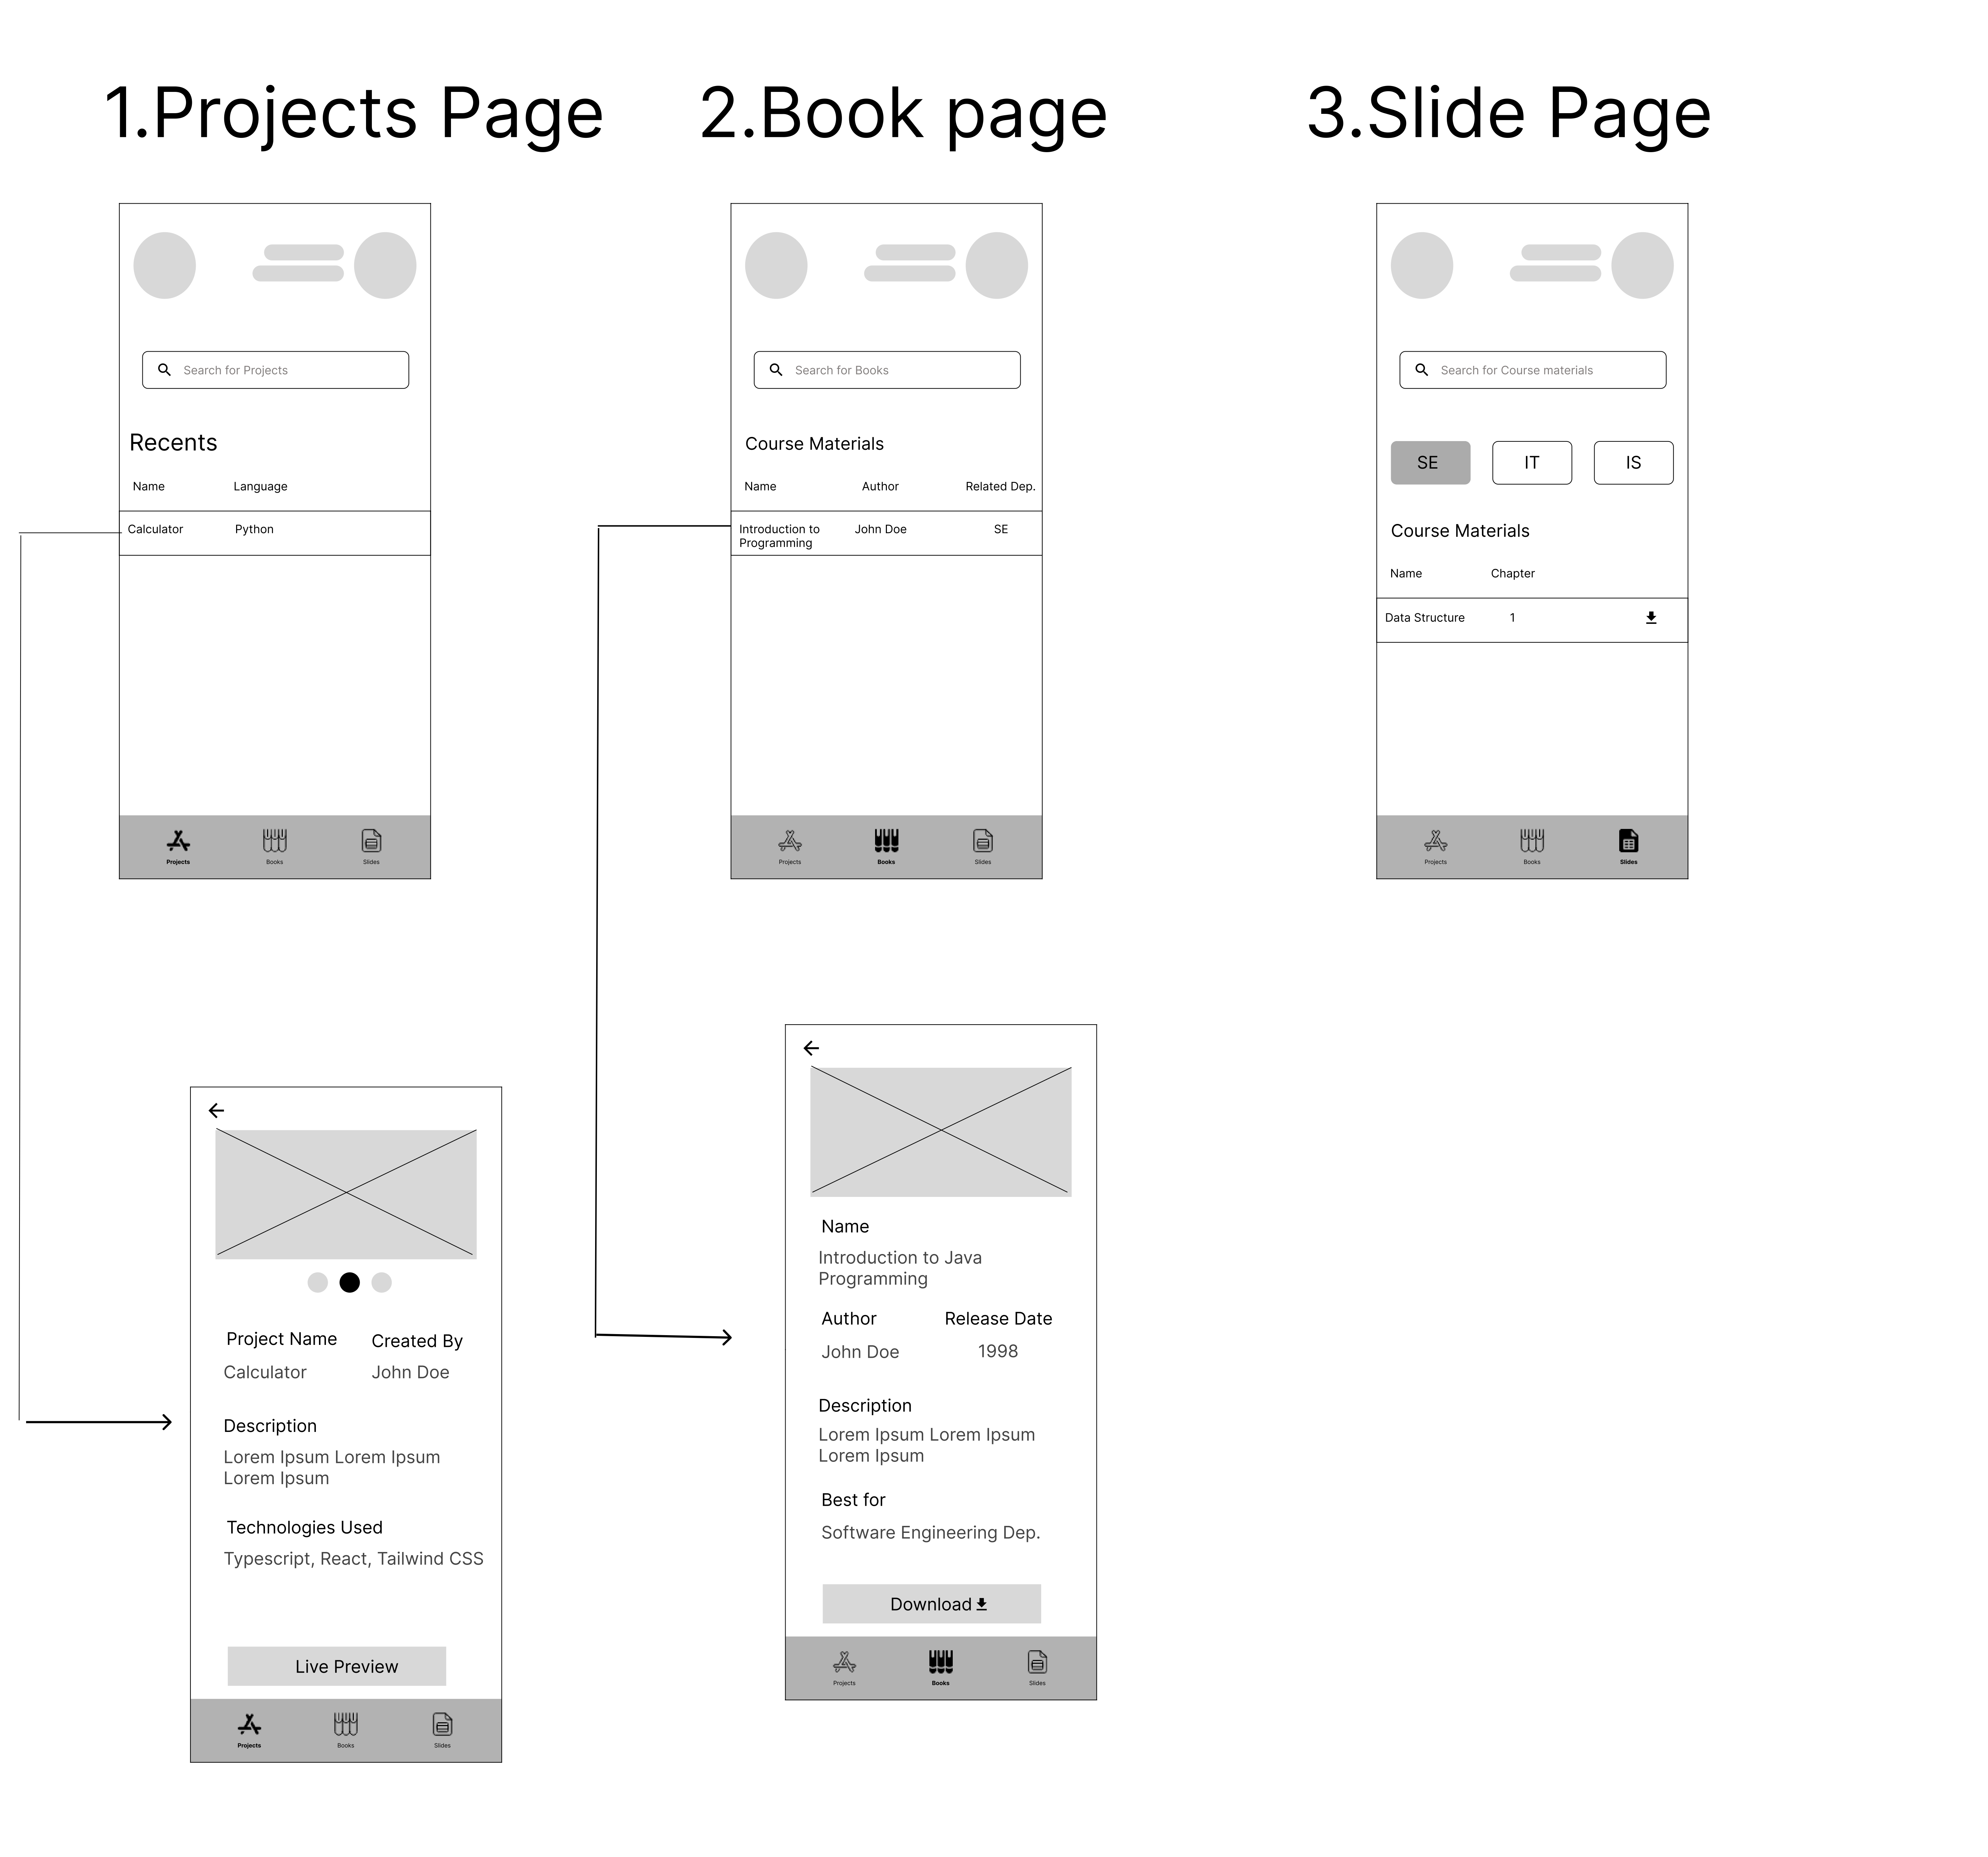 1.Projects Page
2.Book page
3.Slide Page
Search for Projects
Recents
Name Language
Calculator Python
Projects Books Slides
Search for Books
Course Materials
Name Author Related Dep.
Introduction to John Doe SE
Programming
Projects Books Slides
Search for Course materials
SE IT IS
Course Materials
Name Chapter
Data Structure 1
Projects Books Slides
Project Name Created By
Calculator John Doe
Description
Lorem Ipsum Lorem Ipsum
Lorem Ipsum
Technologies Used
Typescript, React, Tailwind CSS
Live Preview
Projects Books Slides
Name
Introduction to Java
Programming
Author Release Date
John Doe 1998
Description
Lorem Ipsum Lorem Ipsum
Lorem Ipsum
Best for
Software Engineering Dep.
Download
Projects Books Slides